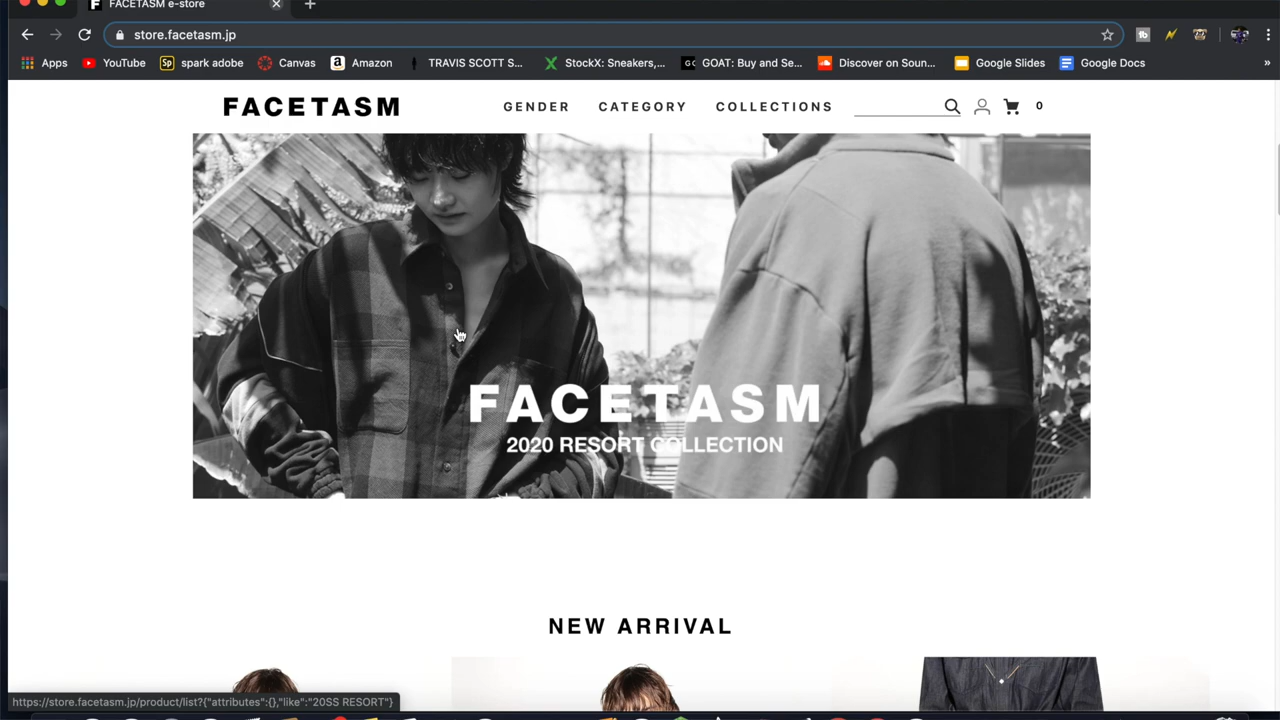 FACETASM e-store
store.facetasm.jp
Apps YouTube spark adobe Canvas Amazon TRAVIS SCOTT S... StockX: Sneakers,... GOAT: Buy and Se... Discover on Soun... Google Slides Google Docs »
FACETASM
GENDER CATEGORY COLLECTIONS 0
FACETASM
2020 RESORT COLLECTION
NEW ARRIVAL
https://store.facetasm.jp/product/list?{"attributes":{},"like":"20SS RESORT"}